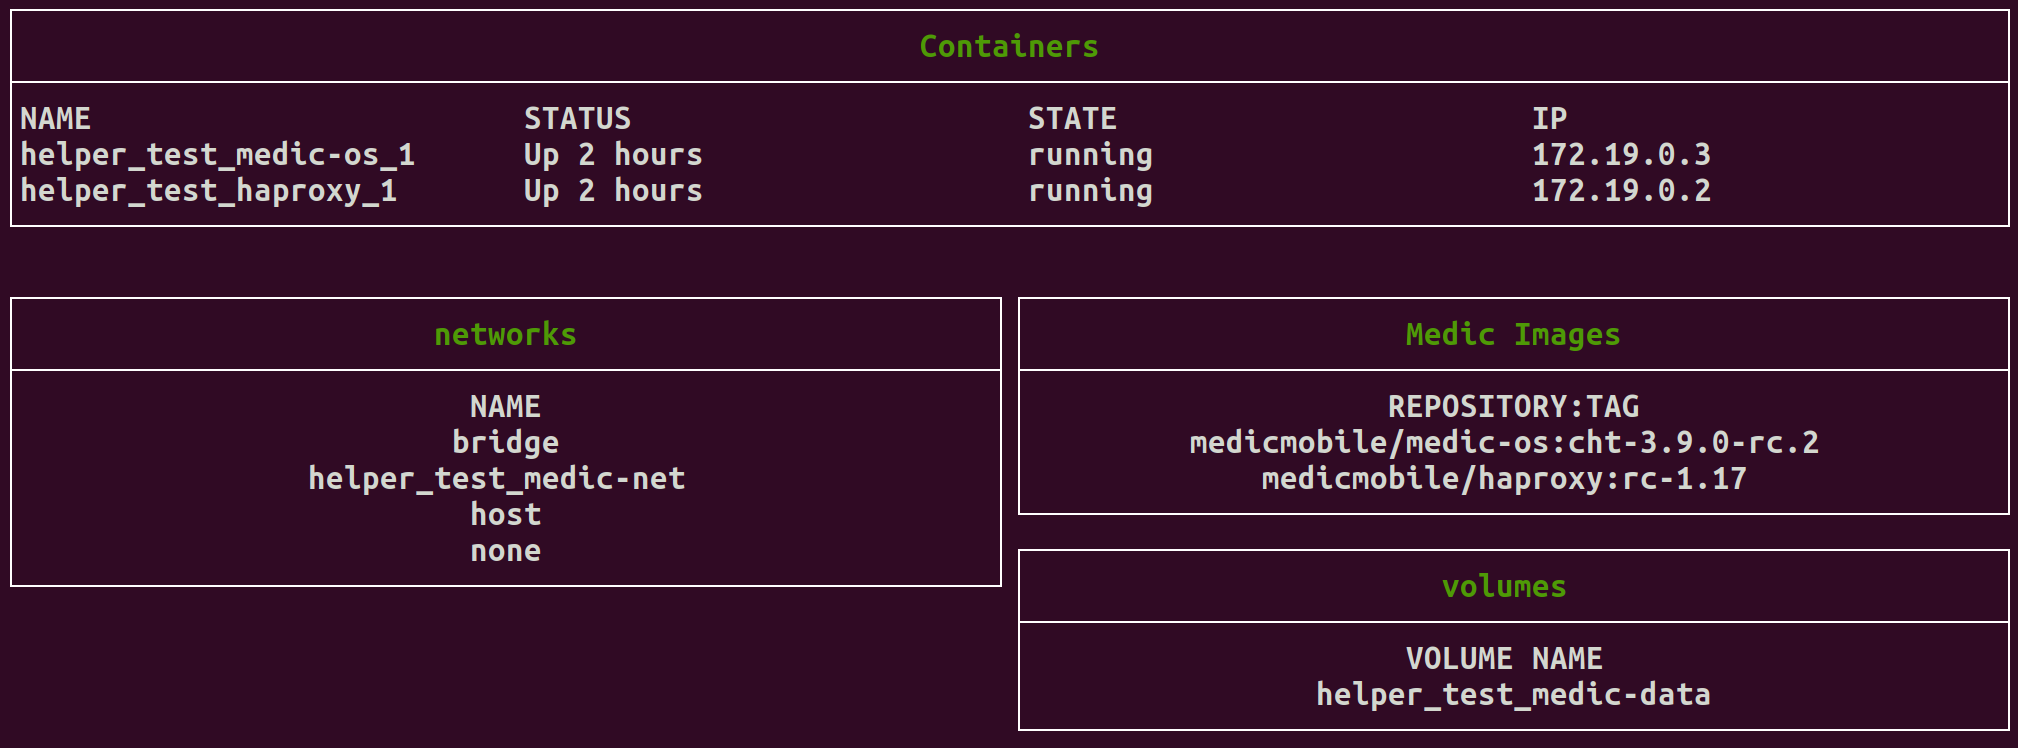 Containers
NAME STATUS STATE IP
helper_test_medic-os_1 Up 2 hours running 172.19.0.3
helper_test_haproxy_1 Up 2 hours running 172.19.0.2
networks
NAME
bridge
helper_test_medic-net
host
none
Medic Images
REPOSITORY:TAG
medicmobile/medic-os:cht-3.9.0-rc.2
medicmobile/haproxy:rc-1.17
volumes
VOLUME NAME
helper_test_medic-data